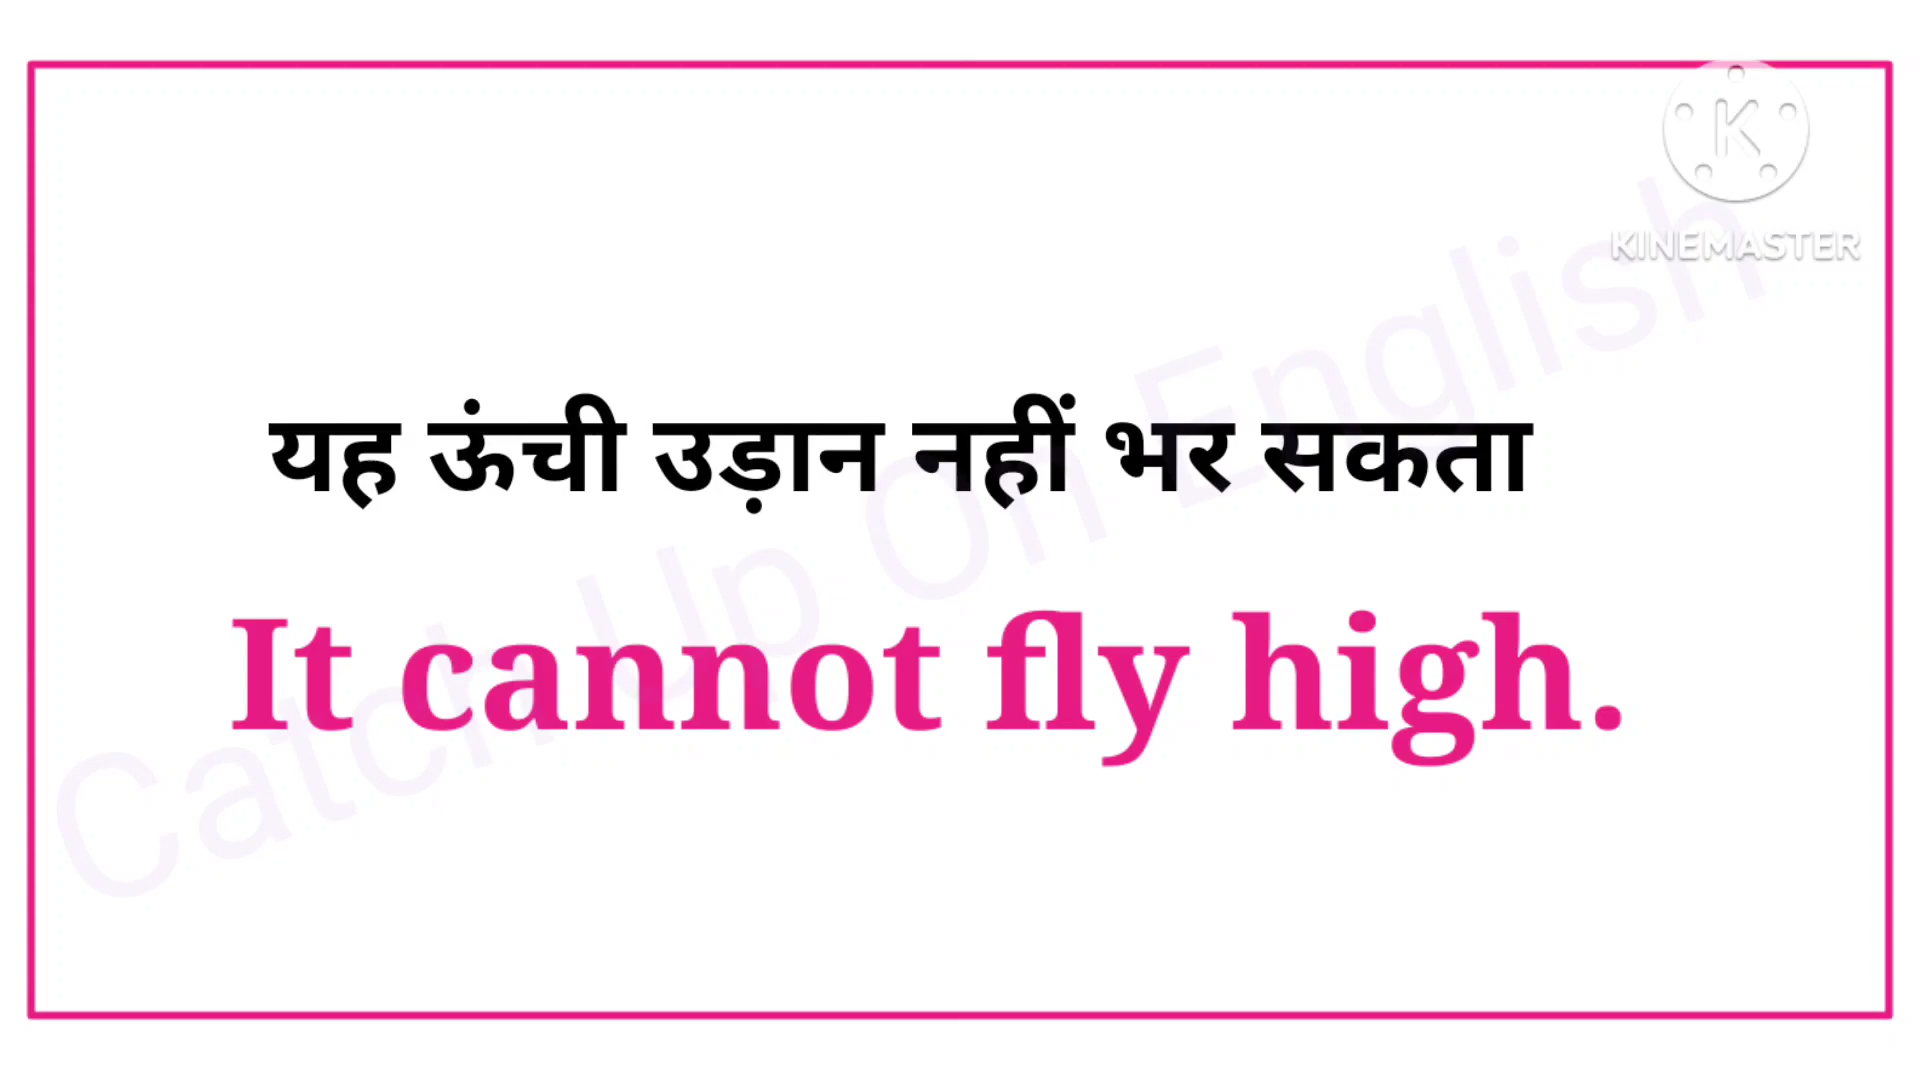 K
KINEMASTER
यह ऊंची उड़ान नहीं भर सकता
It cannot fly high.
Catch Up On English